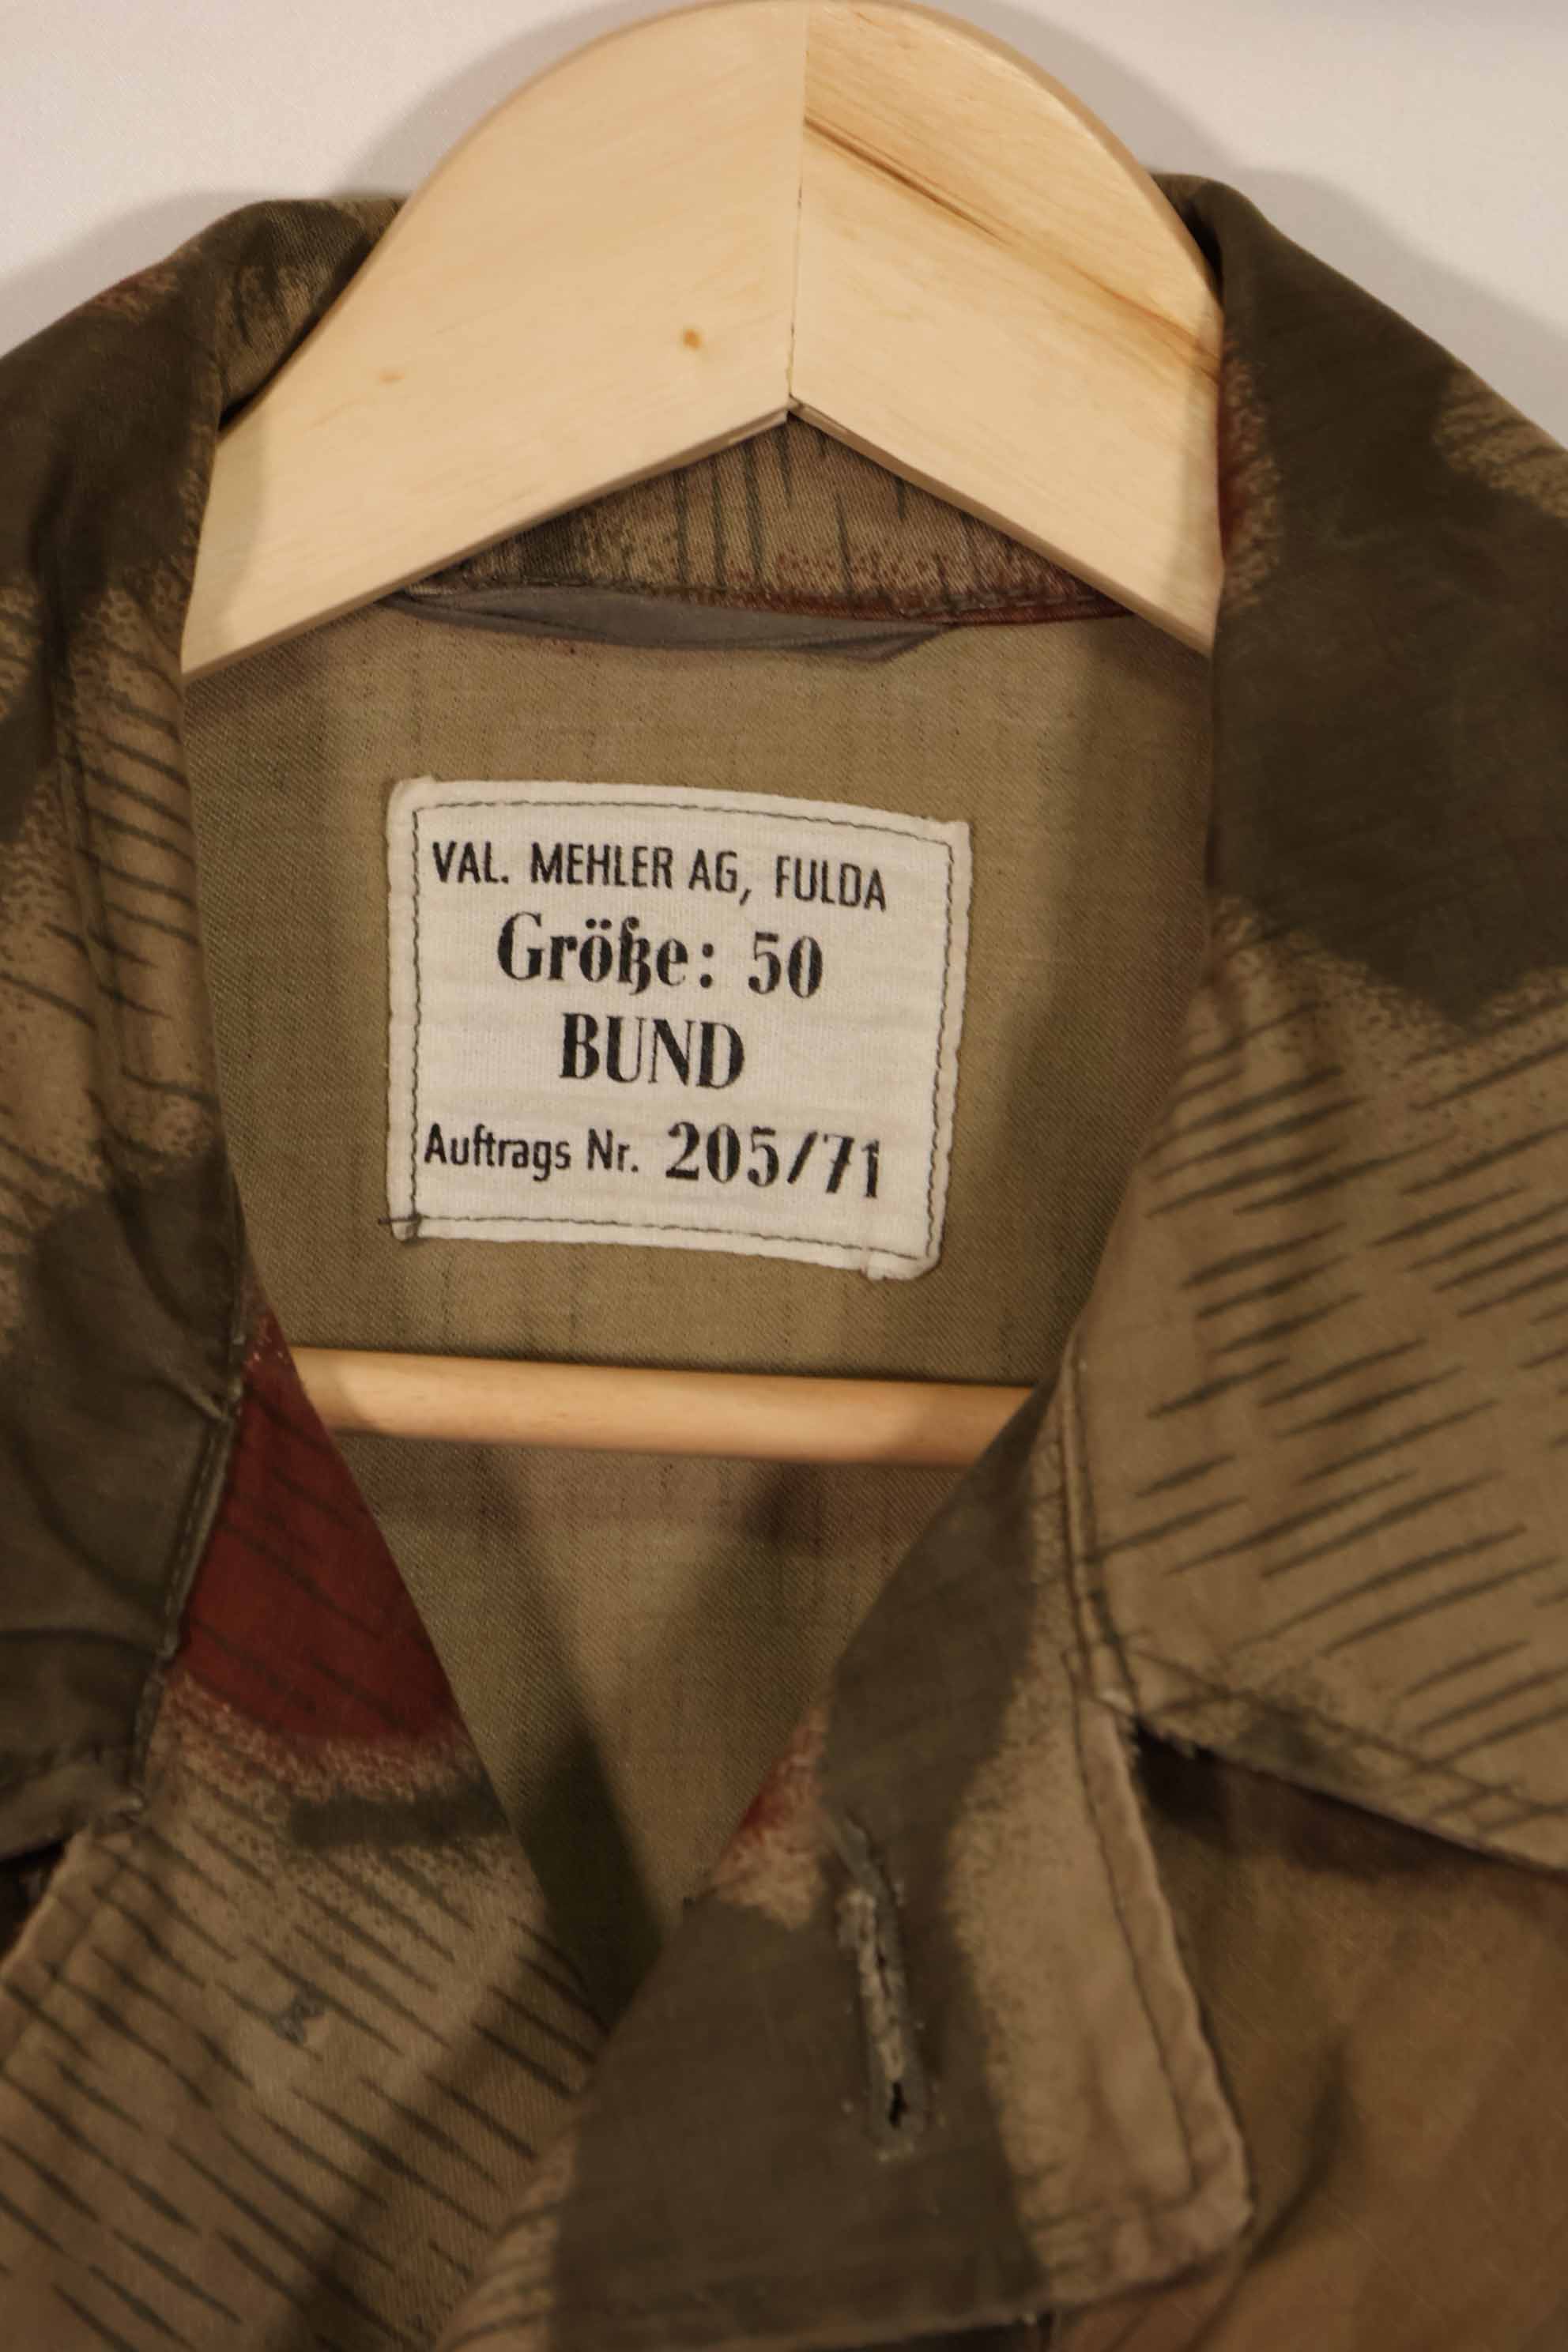 VAL. MEHLER AG, FULDA
Größe: 50
BUND
Auftrags Nr. 205/71